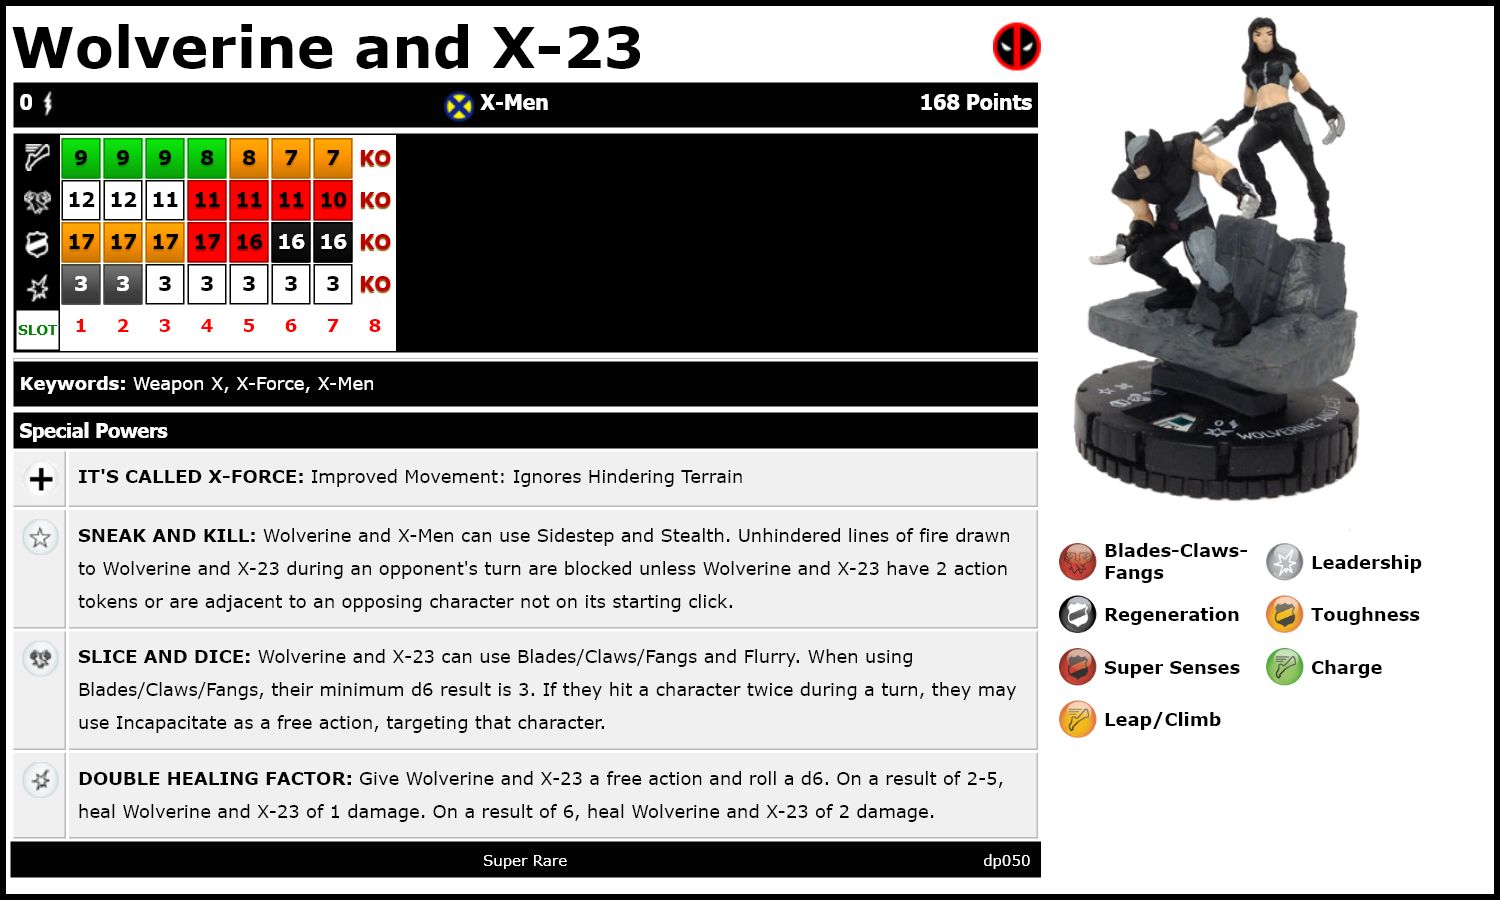 Wolverine and X-23
0 X-Men 168 Points
9 9 9 8 8 7 7 KO
12 12 11 11 11 11 10 KO
17 17 17 17 16 16 16 KO
3 3 3 3 3 3 3 KO
SLOT 1 2 3 4 5 6 7 8
Keywords: Weapon X, X-Force, X-Men
Special Powers
IT'S CALLED X-FORCE: Improved Movement: Ignores Hindering Terrain
SNEAK AND KILL: Wolverine and X-Men can use Sidestep and Stealth. Unhindered lines of fire drawn
to Wolverine and X-23 during an opponent's turn are blocked unless Wolverine and X-23 have 2 action
tokens or are adjacent to an opposing character not on its starting click.
SLICE AND DICE: Wolverine and X-23 can use Blades/Claws/Fangs and Flurry. When using
Blades/Claws/Fangs, their minimum d6 result is 3. If they hit a character twice during a turn, they may
use Incapacitate as a free action, targeting that character.
DOUBLE HEALING FACTOR: Give Wolverine and X-23 a free action and roll a d6. On a result of 2-5,
heal Wolverine and X-23 of 1 damage. On a result of 6, heal Wolverine and X-23 of 2 damage.
Super Rare dp050
WOLVERINE AND X-23
0
Blades-Claws-
Fangs
Leadership
Regeneration
Toughness
Super Senses
Charge
Leap/Climb